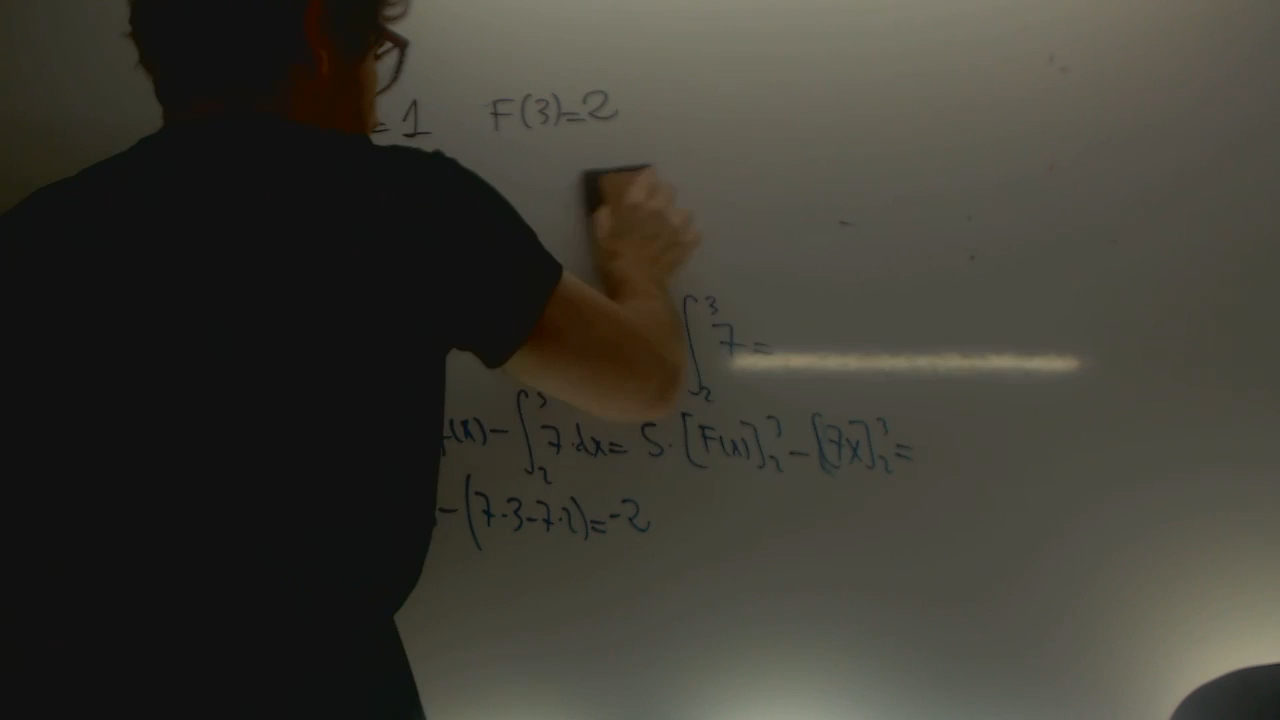 = 1 F(3)=2
∫₂³ 7 =
f(x) - ∫₂³ 7·dx = 5·[F(x)]₂³ - [7x]₂³ =
- (7·3-7·2) = -2